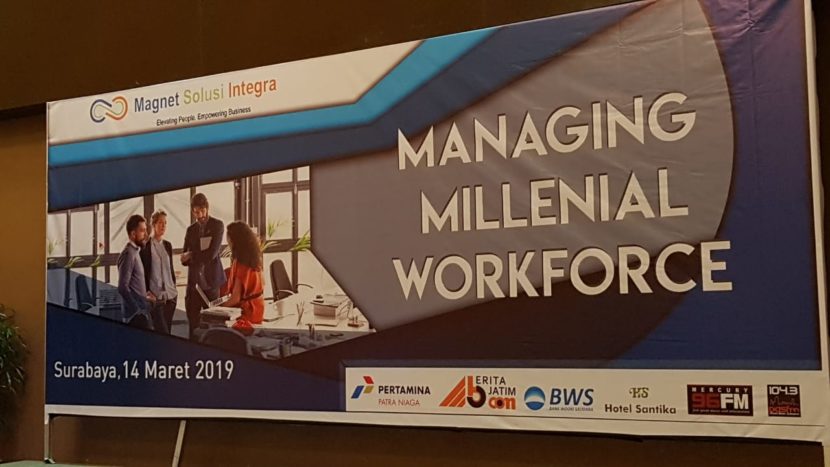 Magnet Solusi Integra
Elevating People, Empowering Business
MANAGING
MILLENIAL
WORKFORCE
Surabaya, 14 Maret 2019
PERTAMINA
PATRA NIAGA
BERITA
JATIM
.com
BWS
Hotel Santika
MERCURY
96FM
104.3